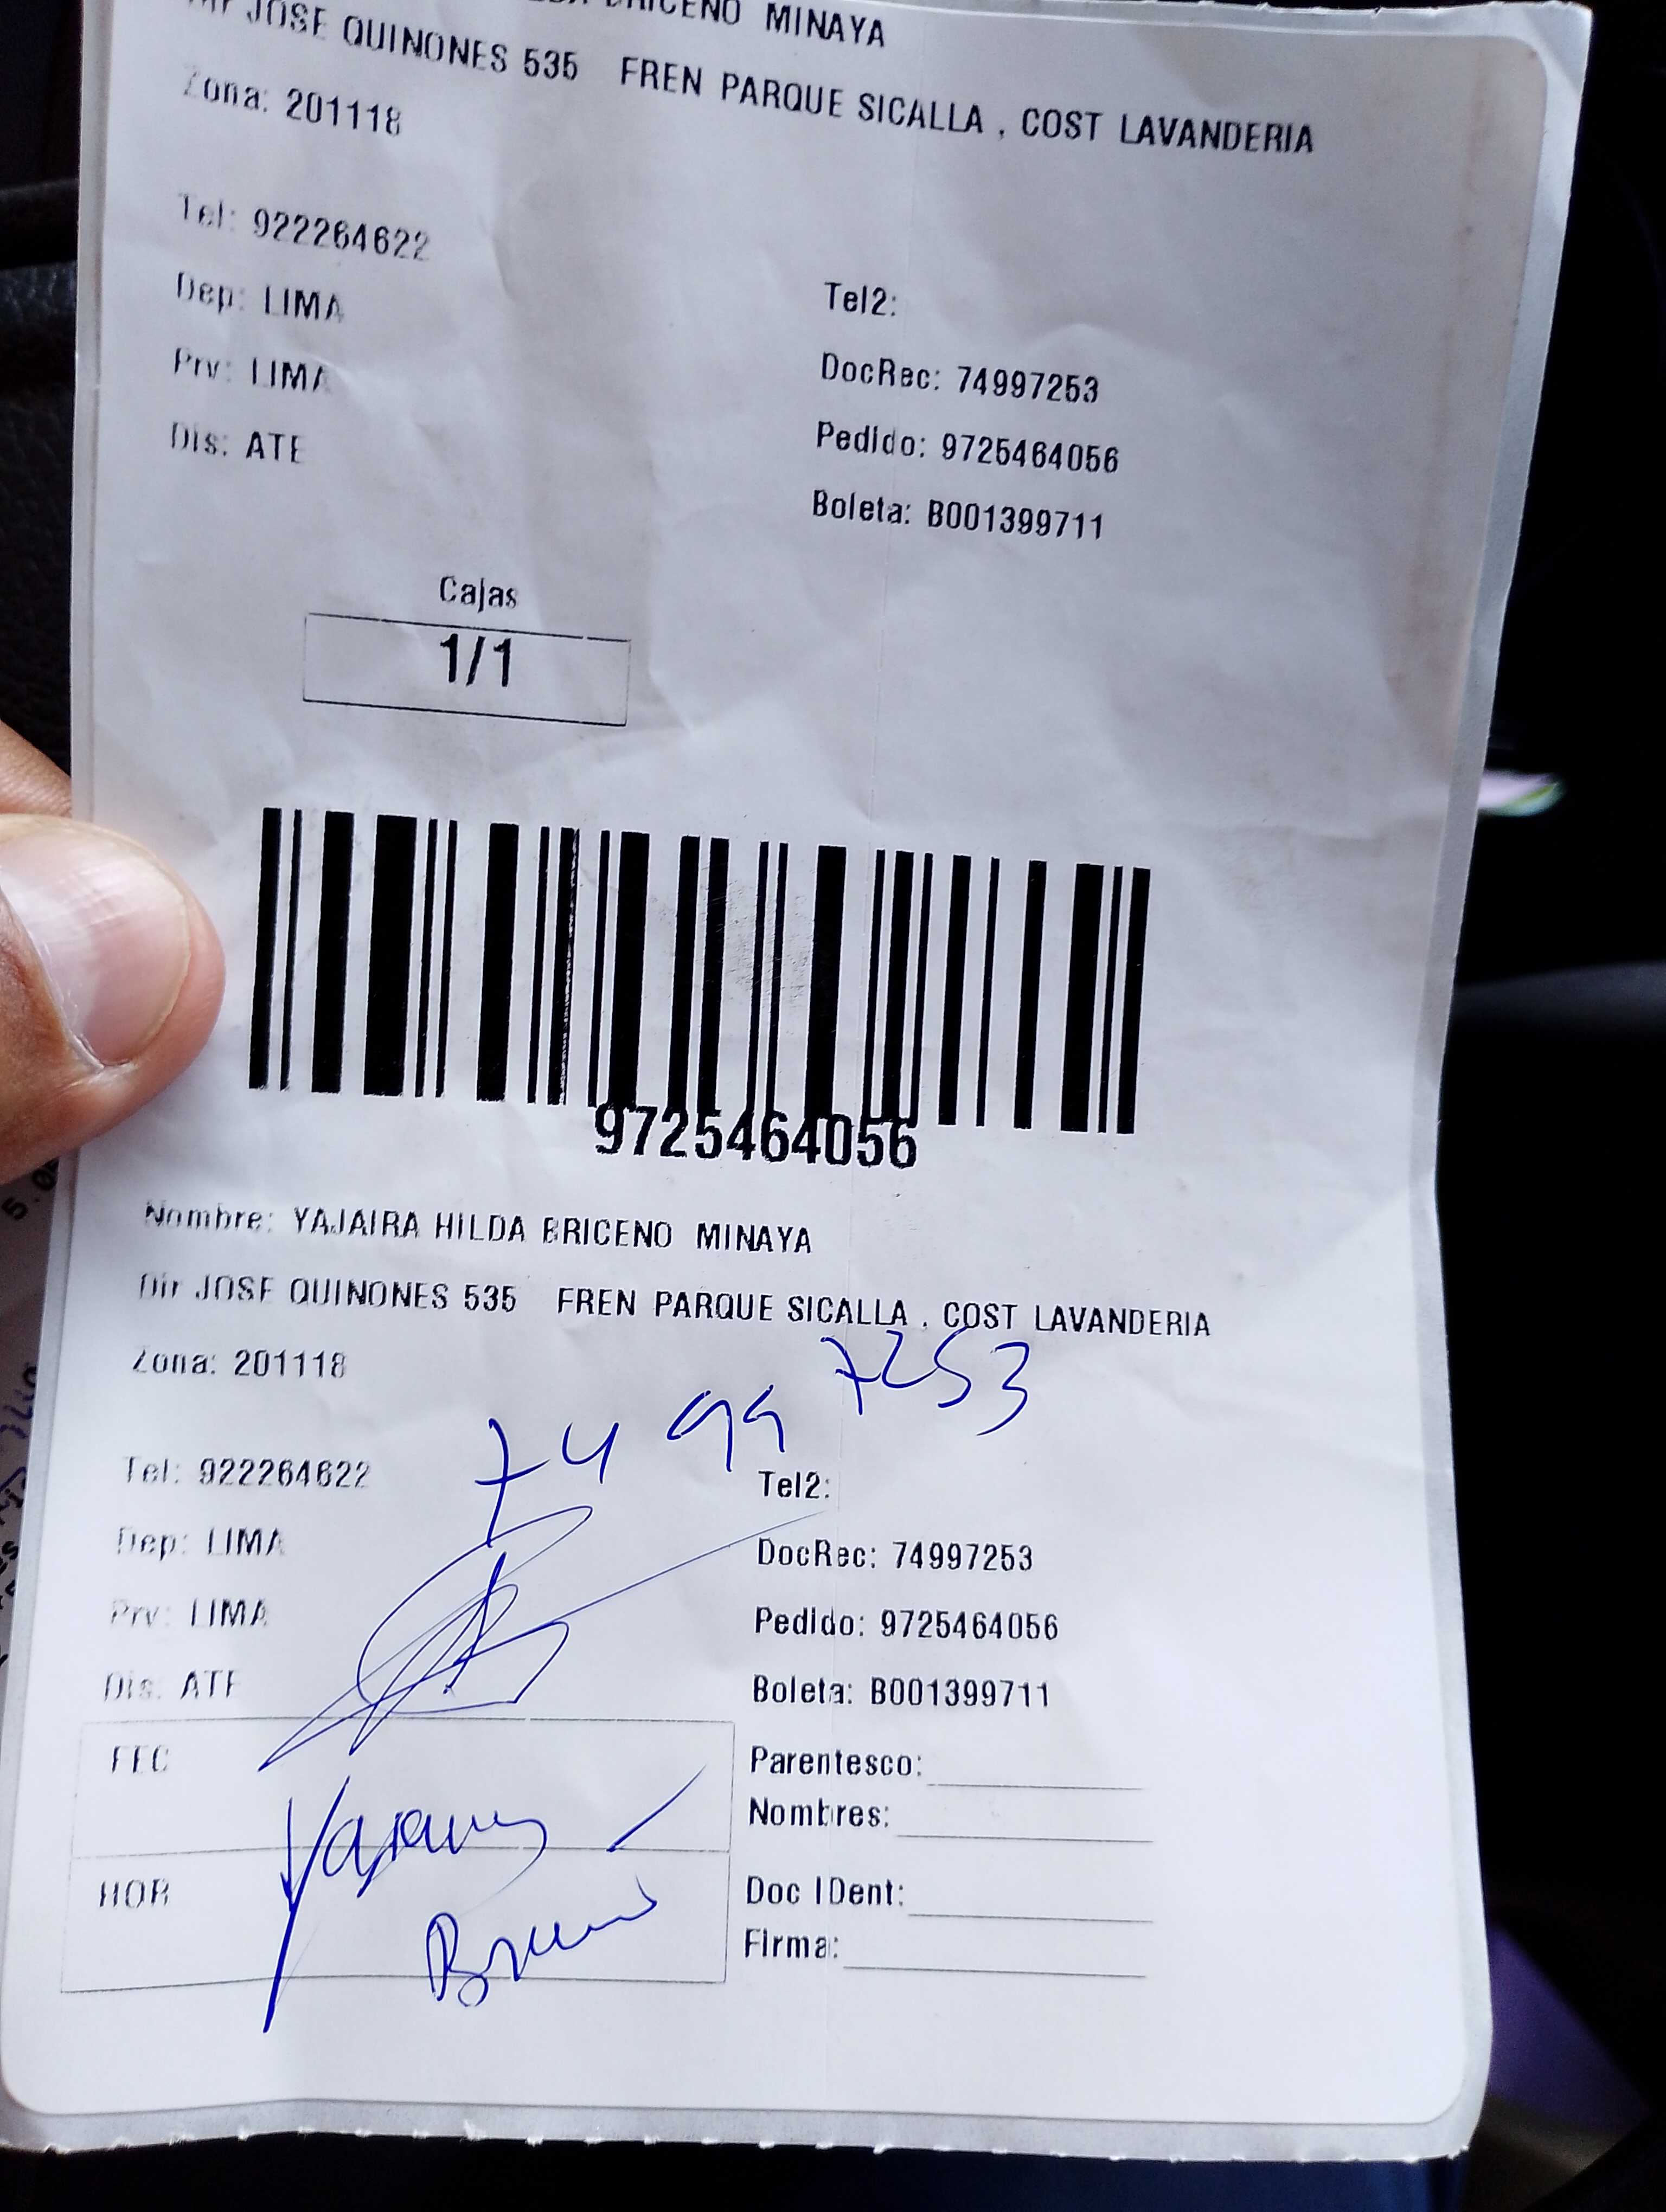 BRICENO MINAYA
Dir JOSE QUINONES 535 FREN PARQUE SICALLA , COST LAVANDERIA
Zona: 201118
Tel: 922264622
Tel2:
Dep: LIMA
DocRec: 74997253
Prv: LIMA
Pedido: 9725464056
Dis: ATE
Boleta: B001399711
Cajas
1/1
9725464056
Nombre: YAJAIRA HILDA BRICENO MINAYA
Dir JOSE QUINONES 535 FREN PARQUE SICALLA , COST LAVANDERIA
Zona: 201118
74997253
Tel: 922264622
Tel2:
Dep: LIMA
DocRec: 74997253
Prv: LIMA
Pedido: 9725464056
Dis: ATE
Boleta: B001399711
FEC
Parentesco:
Nombres:
HOR
Doc IDent:
Firma: